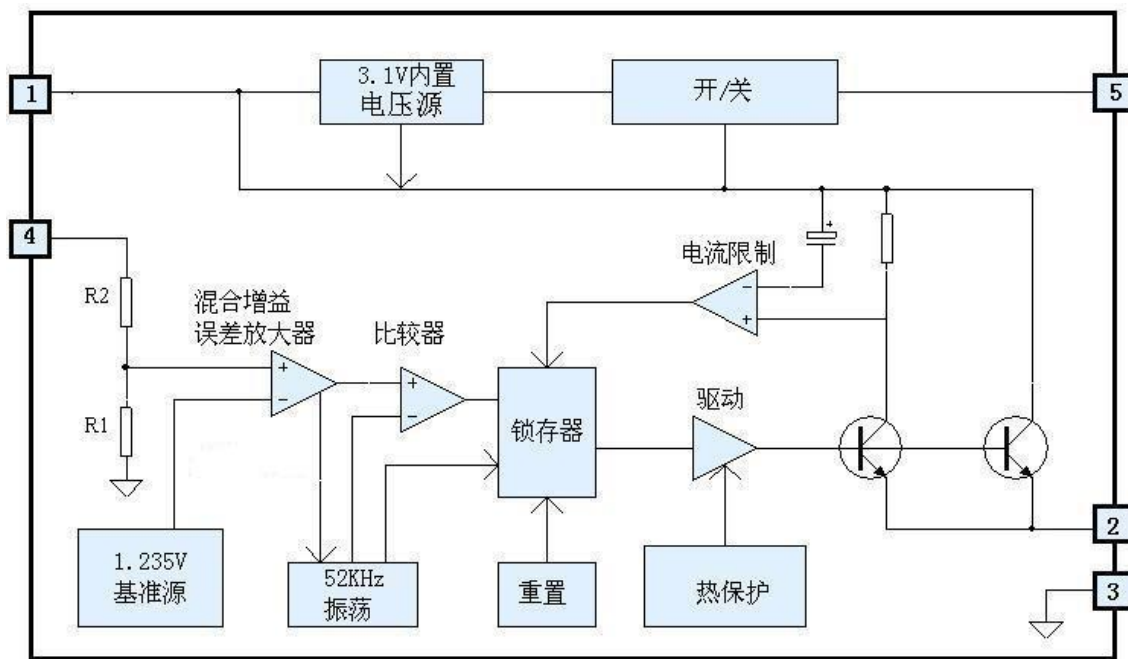 1
3.1V内置
电压源
开/关
5
4
R2
混合增益
误差放大器
比较器
电流限制
+
-
+
+
-
+
-
R1
锁存器
驱动
1.235V
基准源
52KHz
振荡
重置
热保护
2
3